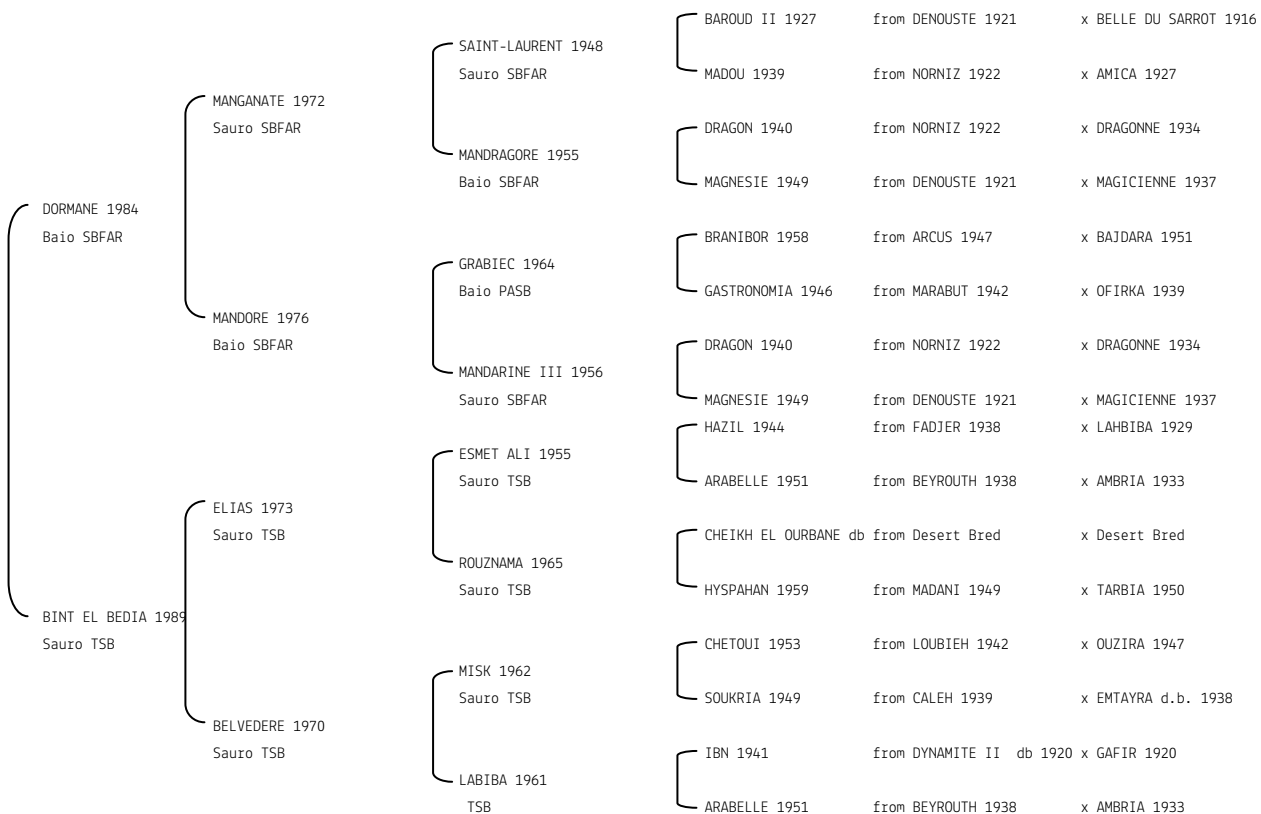 BAROUD II 1927 from DENOUSTE 1921 x BELLE DU SARROT 1916
SAINT-LAURENT 1948
Sauro SBFAR MADOU 1939 from NORNIZ 1922 x AMICA 1927
MANGANATE 1972
Sauro SBFAR DRAGON 1940 from NORNIZ 1922 x DRAGONNE 1934
MANDRAGORE 1955
Baio SBFAR MAGNESIE 1949 from DENOUSTE 1921 x MAGICIENNE 1937
DORMANE 1984
Baio SBFAR BRANIBOR 1958 from ARCUS 1947 x BAJDARA 1951
GRABIEC 1964
Baio PASB GASTRONOMIA 1946 from MARABUT 1942 x OFIRKA 1939
MANDORE 1976
Baio SBFAR DRAGON 1940 from NORNIZ 1922 x DRAGONNE 1934
MANDARINE III 1956
Sauro SBFAR MAGNESIE 1949 from DENOUSTE 1921 x MAGICIENNE 1937
HAZIL 1944 from FADJER 1938 x LAHBIBA 1929
ESMET ALI 1955
Sauro TSB ARABELLE 1951 from BEYROUTH 1938 x AMBRIA 1933
ELIAS 1973
Sauro TSB CHEIKH EL OURBANE db from Desert Bred x Desert Bred
ROUZNAMA 1965
Sauro TSB HYSPAHAN 1959 from MADANI 1949 x TARBIA 1950
BINT EL BEDIA 1989
Sauro TSB CHETOUI 1953 from LOUBIEH 1942 x OUZIRA 1947
MISK 1962
Sauro TSB SOUKRIA 1949 from CALEH 1939 x EMTAYRA d.b. 1938
BELVEDERE 1970
Sauro TSB IBN 1941 from DYNAMITE II db 1920 x GAFIR 1920
LABIBA 1961
TSB ARABELLE 1951 from BEYROUTH 1938 x AMBRIA 1933